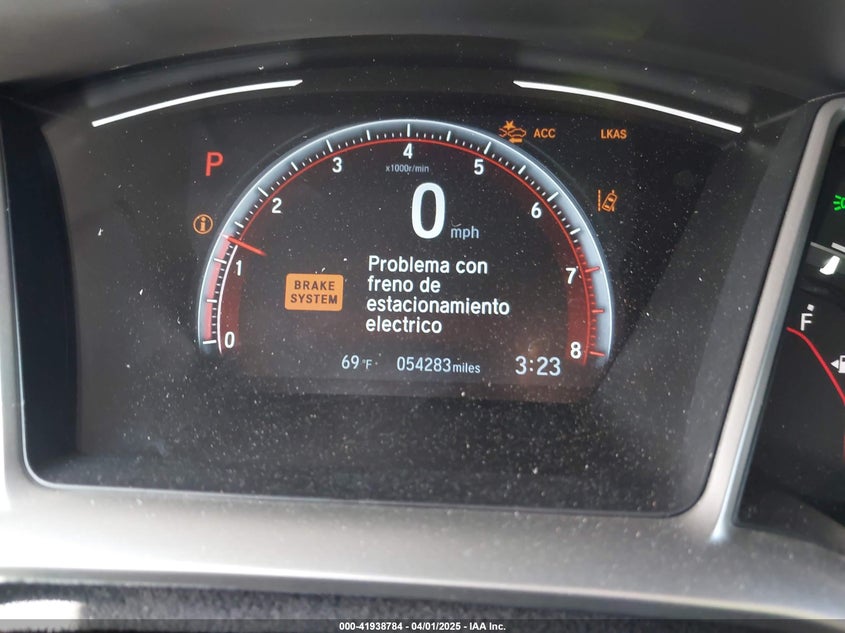 ACC
LKAS
P
x1000r/min
0 1 2 3 4 5 6 7 8
0 mph
BRAKE
SYSTEM
Problema con
freno de
estacionamiento
electrico
69°F
054283 miles
3:23
F
000-41938784 - 04/01/2025 - IAA Inc.